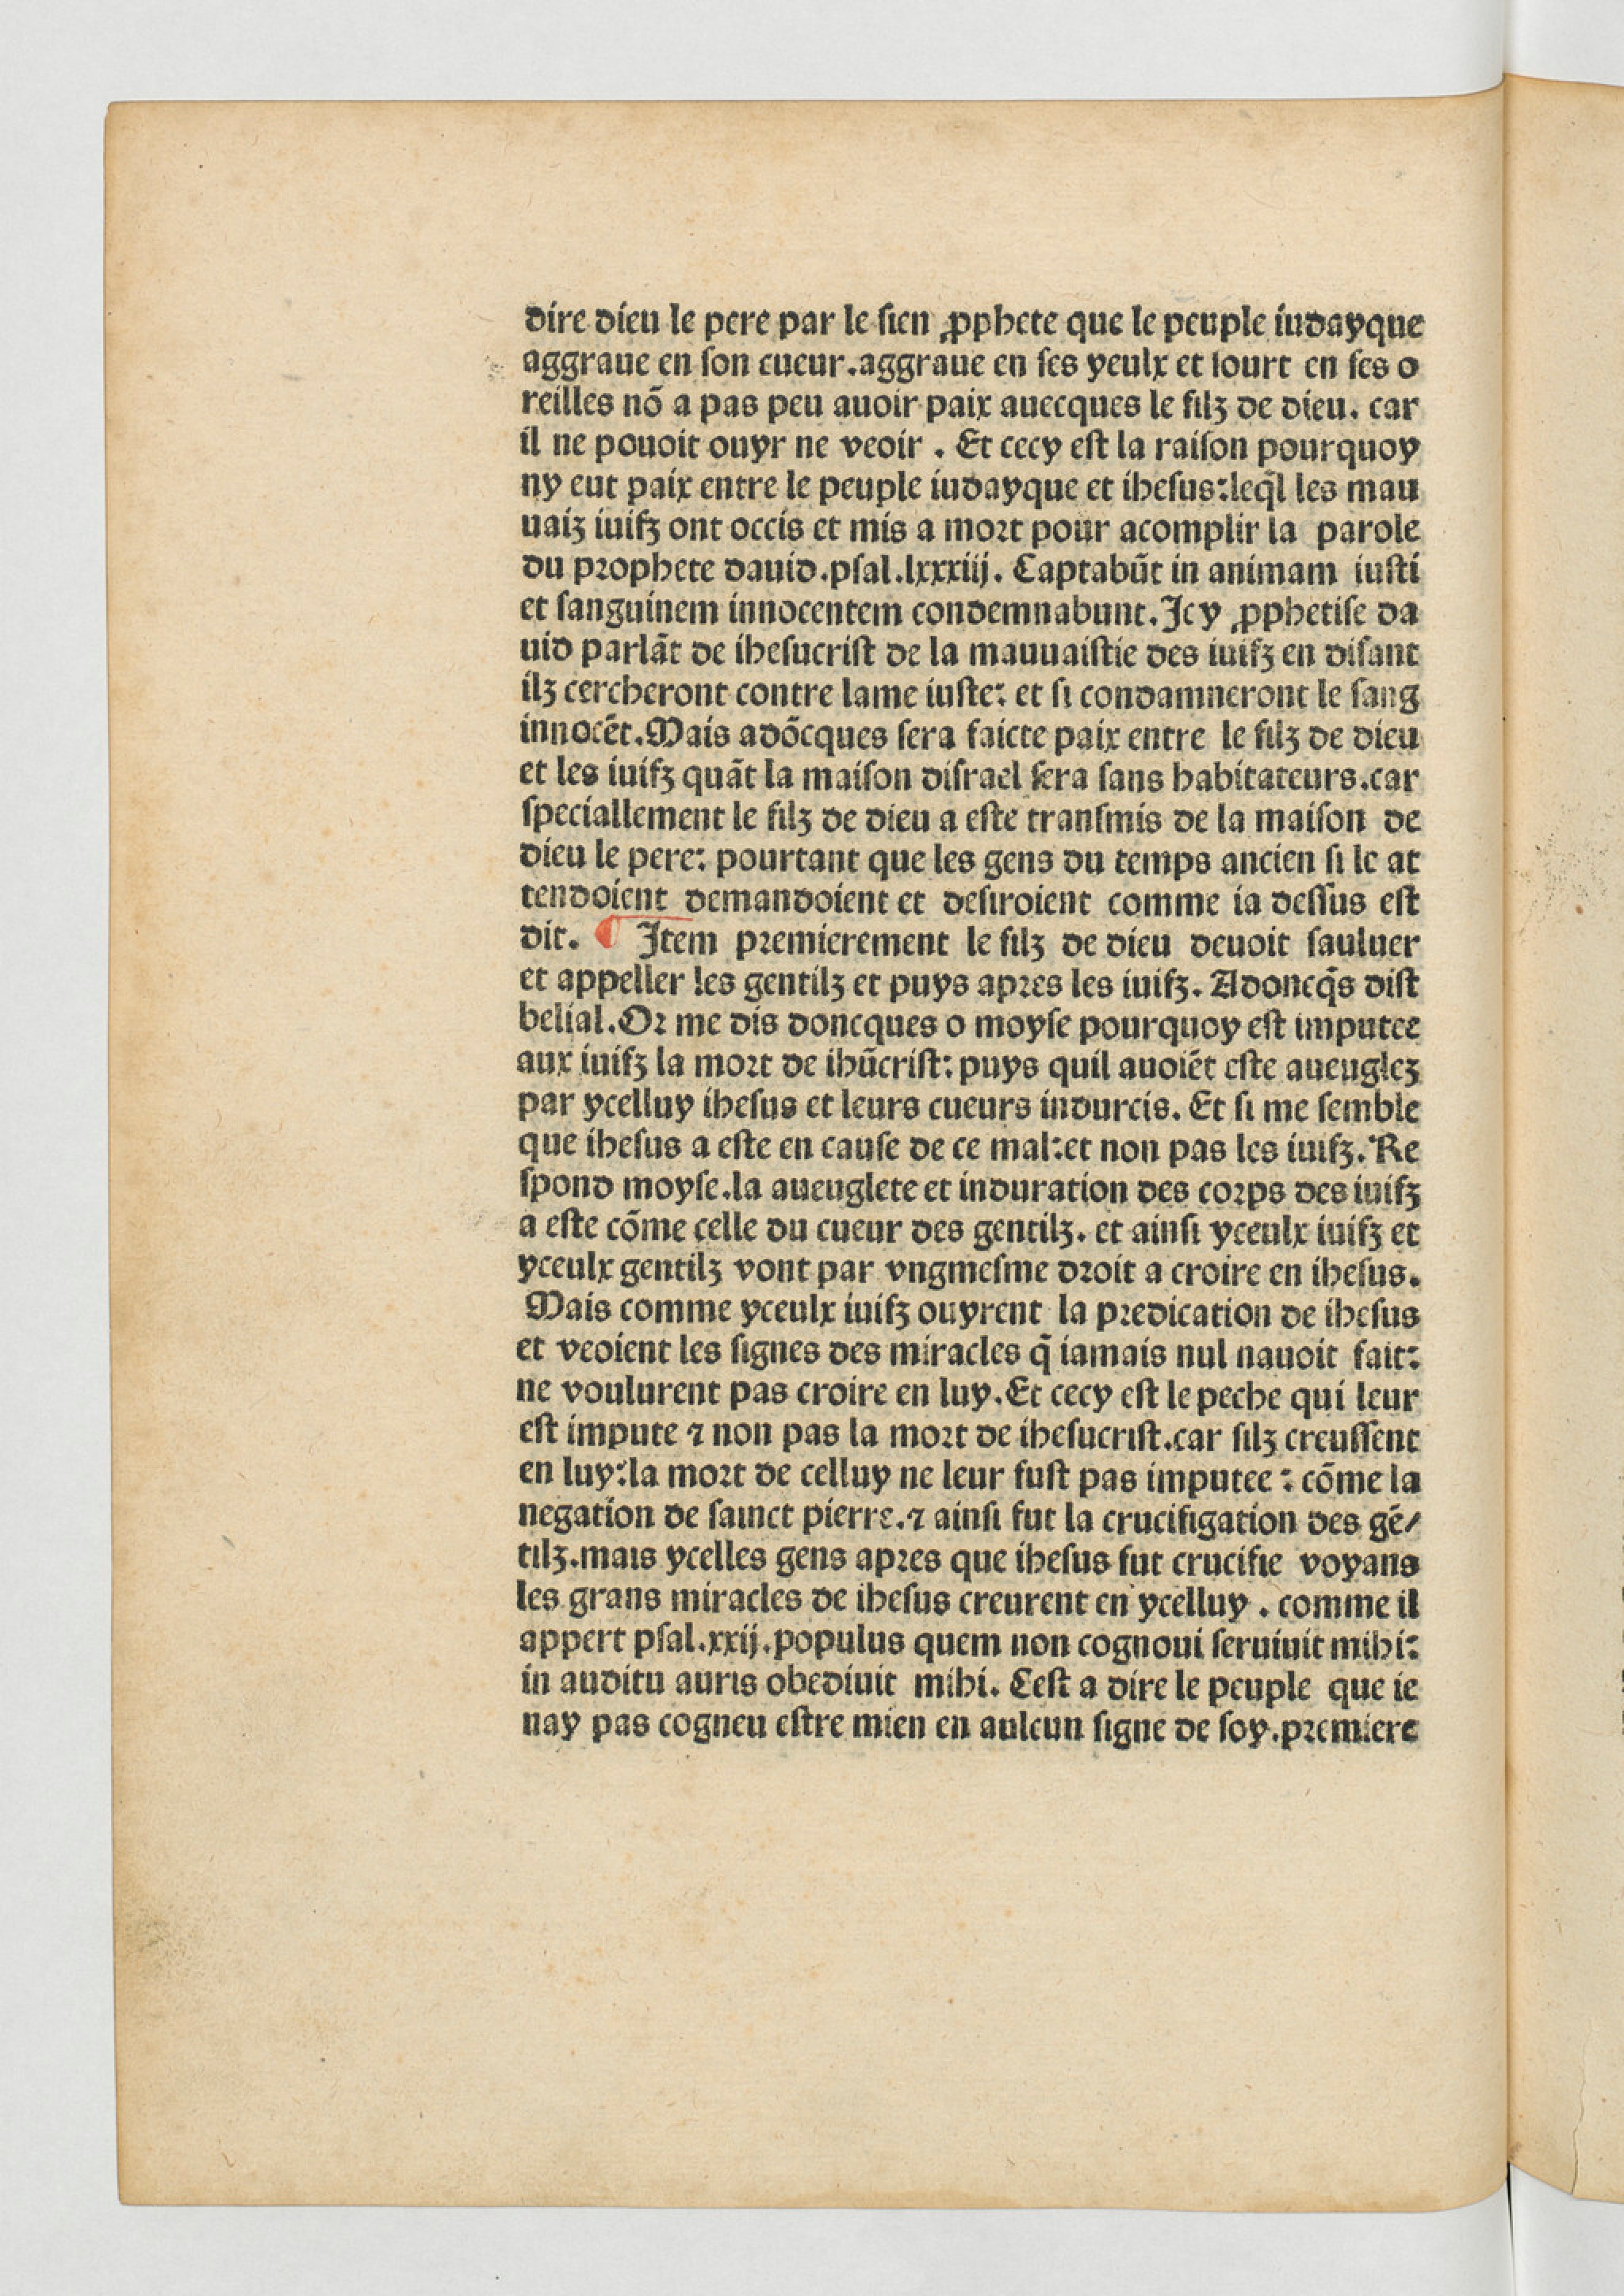 dire dieu le pere par le ſien ꝓphete que le peuple iudayque
aggraue en ſon cueur.aggraue en ſes yeulx et ſourt en ſes o
reilles nō a pas peu auoir paix auecques le filz de dieu. car
il ne pouoit ouyr ne veoir . Et cecy eſt la raiſon pourquoy
ny eut paix entre le peuple iudayque et iheſus:leq̄l les mau
uaiz iuifz ont occis et mis a mort pour acomplir la parole
du prophete dauid.pſal.lxxxiij. Captabūt in animam iuſti
et ſanguinem innocentem condemnabunt.Icy ꝓphetiſe da
uid parlāt de iheſucriſt de la mauuaiſtie des iuifz en diſant
ilz cercheront contre lame iuſte: et ſi condamneront le ſang
innocēt.Mais adōcques ſera faicte paix entre le filz de dieu
et les iuifz quāt la maiſon diſrael ſera ſans habitateurs.car
ſpeciallement le filz de dieu a eſte tranſmis de la maiſon de
dieu le pere: pourtant que les gens du temps ancien ſi le at
tendoient demandoient et deſiroient comme ia deſſus eſt
dit. ¶ Item premierement le filz de dieu deuoit ſauluer
et appeller les gentilz et puys apres les iuifz. Adoncq̄s diſt
belial.Or me dis doncques o moyſe pourquoy eſt imputee
aux iuifz la mort de ihūcriſt: puys quil auoiēt eſte aueuglez
par ycelluy iheſus et leurs cueurs indurcis. Et ſi me ſemble
que iheſus a eſte en cauſe de ce mal:et non pas les iuifz. Re
ſpond moyſe.la aueuglete et induration des corps des iuifz
a eſte cōme celle du cueur des gentilz. et ainſi yceulx iuifz et
yceulx gentilz vont par vngmeſme droit a croire en iheſus.
Mais comme yceulx iuifz ouyrent la predication de iheſus
et veoient les ſignes des miracles q̄ iamais nul nauoit fait:
ne voulurent pas croire en luy.Et cecy eſt le peche qui leur
eſt impute ⁊ non pas la mort de iheſucriſt.car ſilz creuſſent
en luy:la mort de celluy ne leur fuſt pas imputee : cōme la
negation de ſainct pierre.⁊ ainſi fut la crucifigation des gē/
tilz.mais ycelles gens apres que iheſus fut crucifie voyans
les grans miracles de iheſus creurent en ycelluy . comme il
appert pſal.xxij.populus quem non cognoui ſeruiuit mihi:
in auditu auris obediuit mihi. Ceſt a dire le peuple que ie
nay pas cogneu eſtre mien en aulcun ſigne de foy.premiere